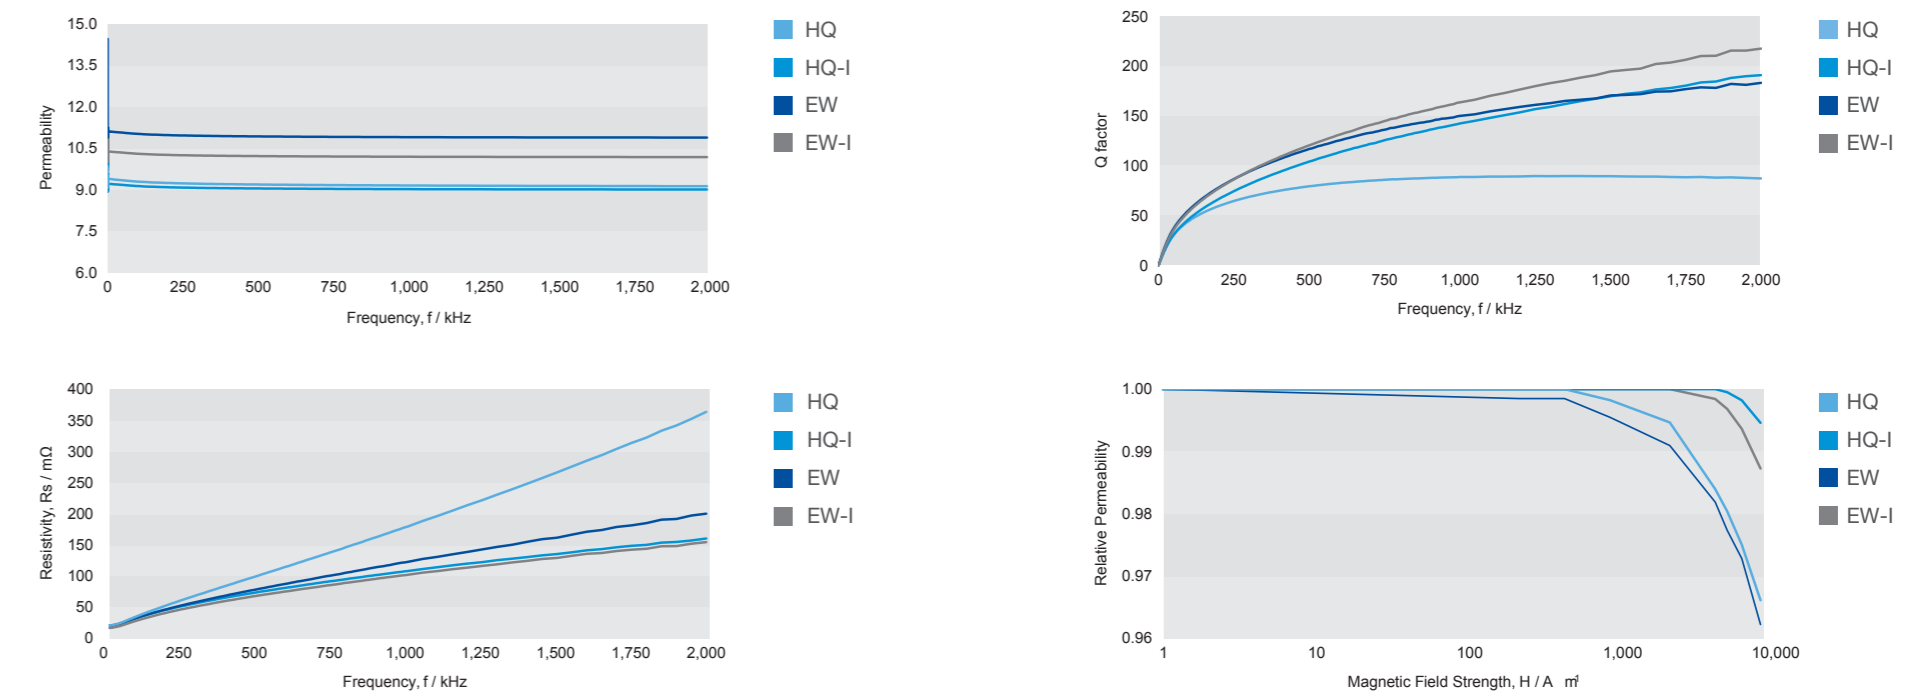 15.0
13.5
12.0
10.5
9.0
7.5
6.0
Permeability
0 250 500 750 1,000 1,250 1,500 1,750 2,000
Frequency, f / kHz
HQ
HQ-I
EW
EW-I
250
200
150
100
50
0
Q factor
0 250 500 750 1,000 1,250 1,500 1,750 2,000
Frequency, f / kHz
HQ
HQ-I
EW
EW-I
400
350
300
250
200
150
100
50
0
Resistivity, Rs / mΩ
0 250 500 750 1,000 1,250 1,500 1,750 2,000
Frequency, f / kHz
HQ
HQ-I
EW
EW-I
1.00
0.99
0.98
0.97
0.96
Relative Permeability
1 10 100 1,000 10,000
Magnetic Field Strength, H / A m¹
HQ
HQ-I
EW
EW-I